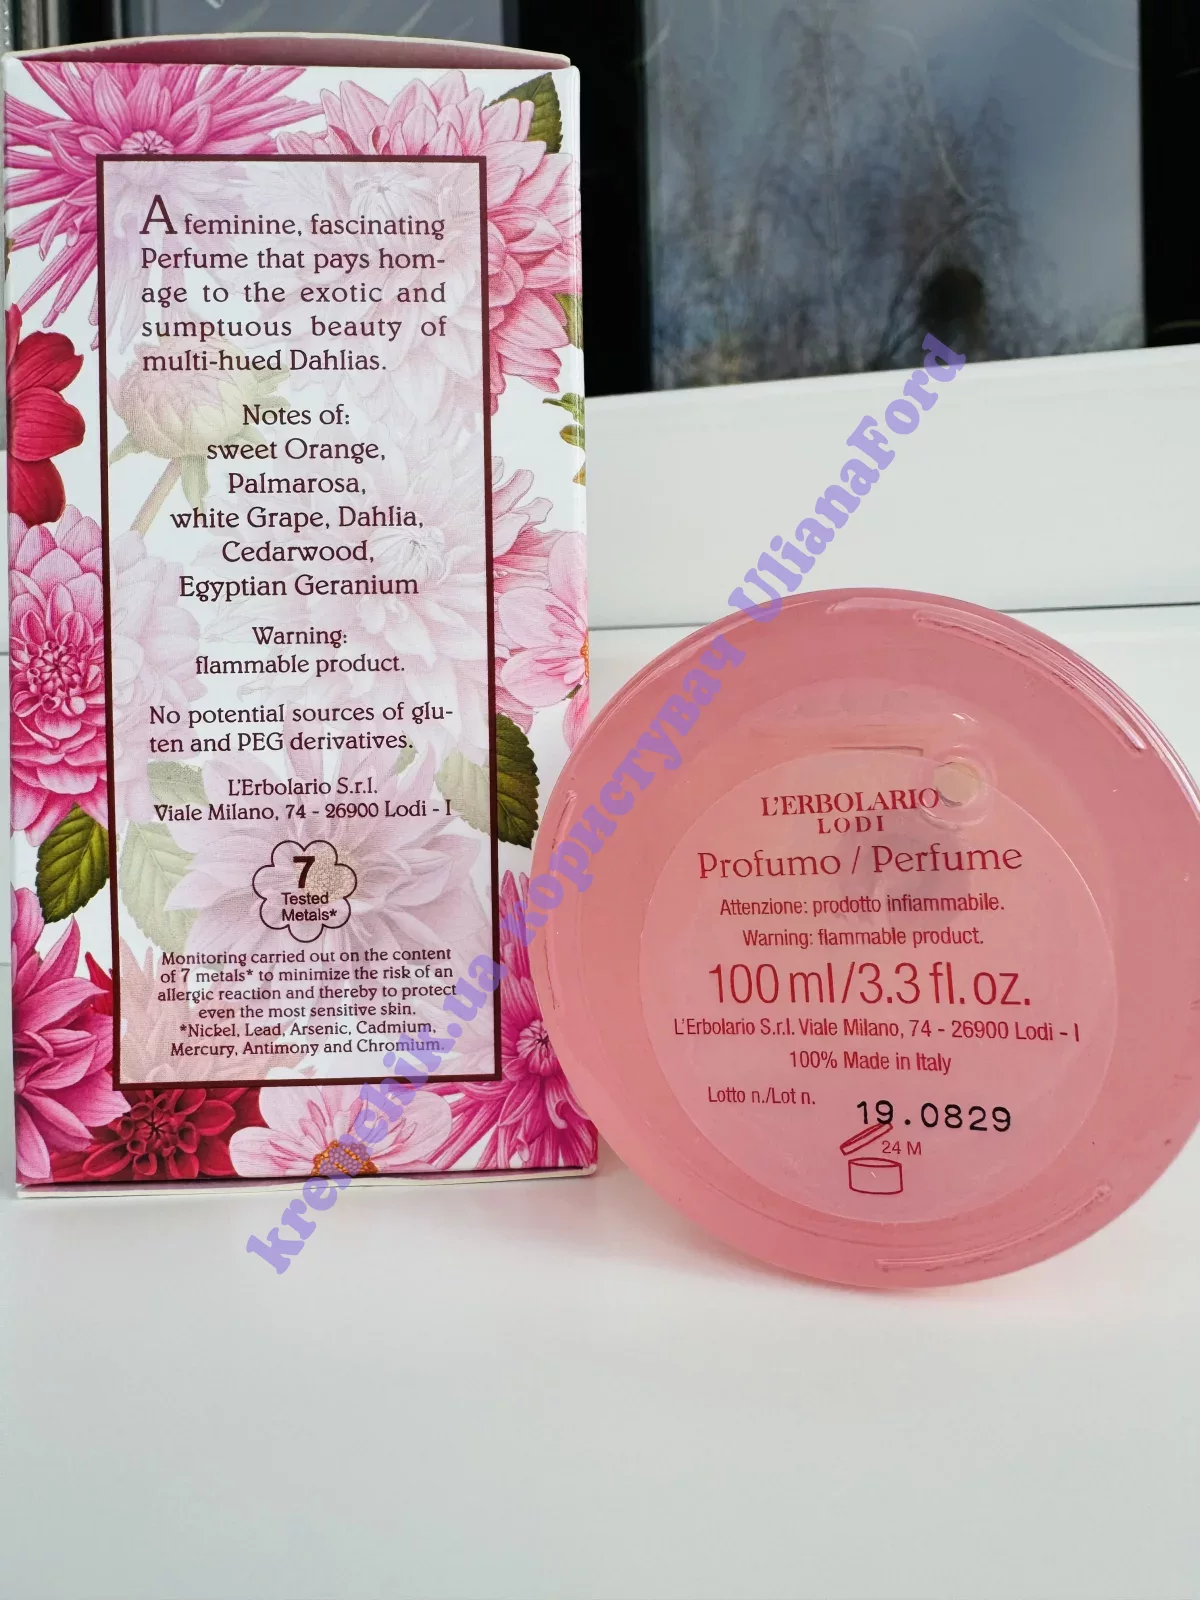 A feminine, fascinating
Perfume that pays hom-
age to the exotic and
sumptuous beauty of
multi-hued Dahlias.
Notes of:
sweet Orange,
Palmarosa,
white Grape, Dahlia,
Cedarwood,
Egyptian Geranium
Warning:
flammable product.
No potential sources of glu-
ten and PEG derivatives.
L'Erbolario S.r.l.
Viale Milano, 74 - 26900 Lodi - I
7
Tested
Metals*
Monitoring carried out on the content
of 7 metals* to minimize the risk of an
allergic reaction and thereby to protect
even the most sensitive skin.
*Nickel, Lead, Arsenic, Cadmium,
Mercury, Antimony and Chromium.
L'ERBOLARIO
LODI
Profumo / Perfume
Attenzione: prodotto infiammabile.
Warning: flammable product.
100 ml/3.3 fl. oz.
L'Erbolario S.r.l. Viale Milano, 74 - 26900 Lodi - I
100% Made in Italy
Lotto n./Lot n.
19.0829
24 M
kremchik.ua користувач UlianaFord